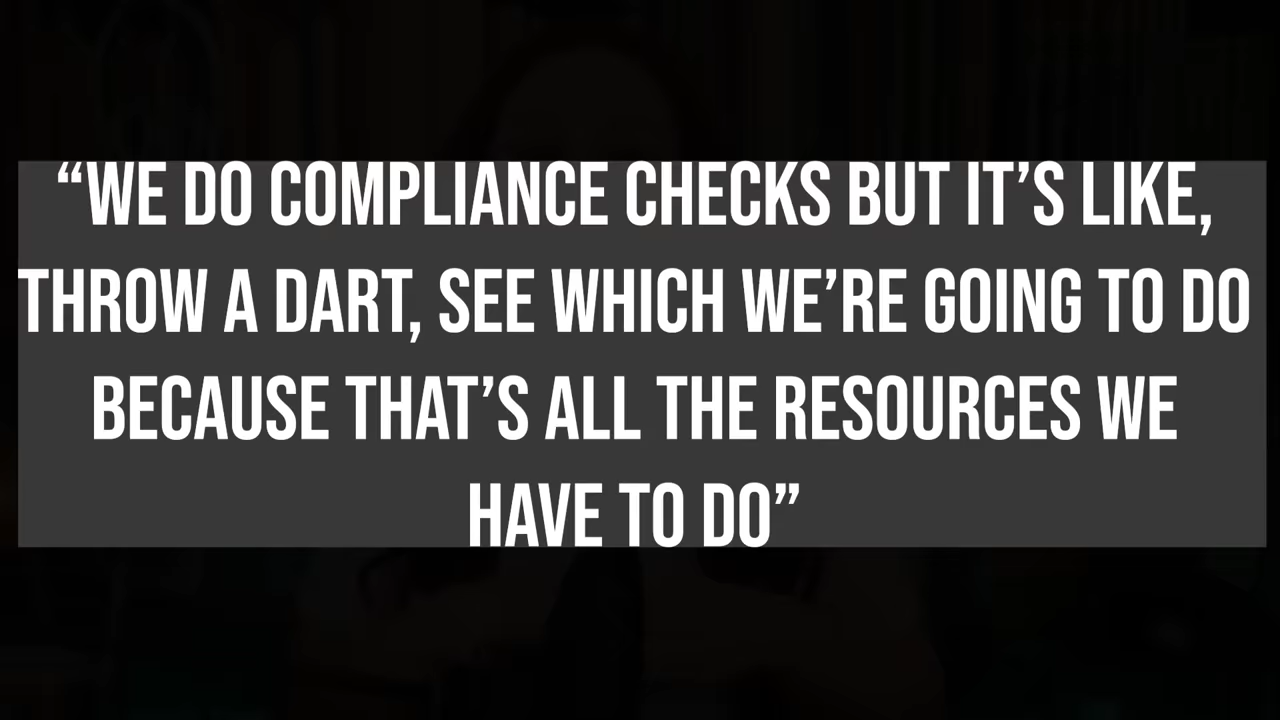 “WE DO COMPLIANCE CHECKS BUT IT’S LIKE,
THROW A DART, SEE WHICH WE’RE GOING TO DO
BECAUSE THAT’S ALL THE RESOURCES WE
HAVE TO DO”